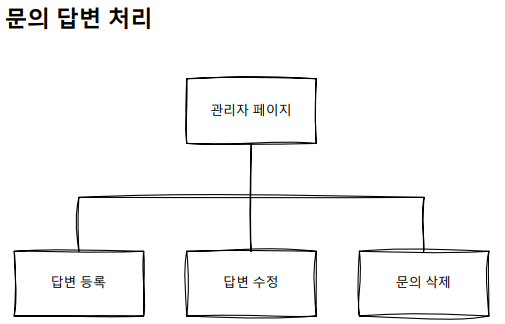 문의 답변 처리
관리자 페이지
답변 등록
답변 수정
문의 삭제